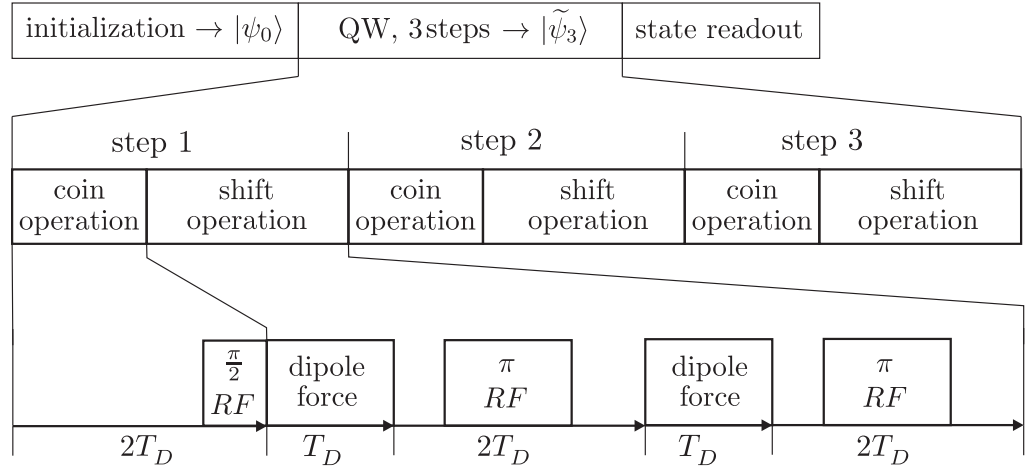 initialization → |ψ₀⟩ QW, 3 steps → |ψ̃₃⟩ state readout
step 1 step 2 step 3
coin operation shift operation coin operation shift operation coin operation shift operation
π/2 RF dipole force π RF dipole force π RF
2T_D T_D 2T_D T_D 2T_D